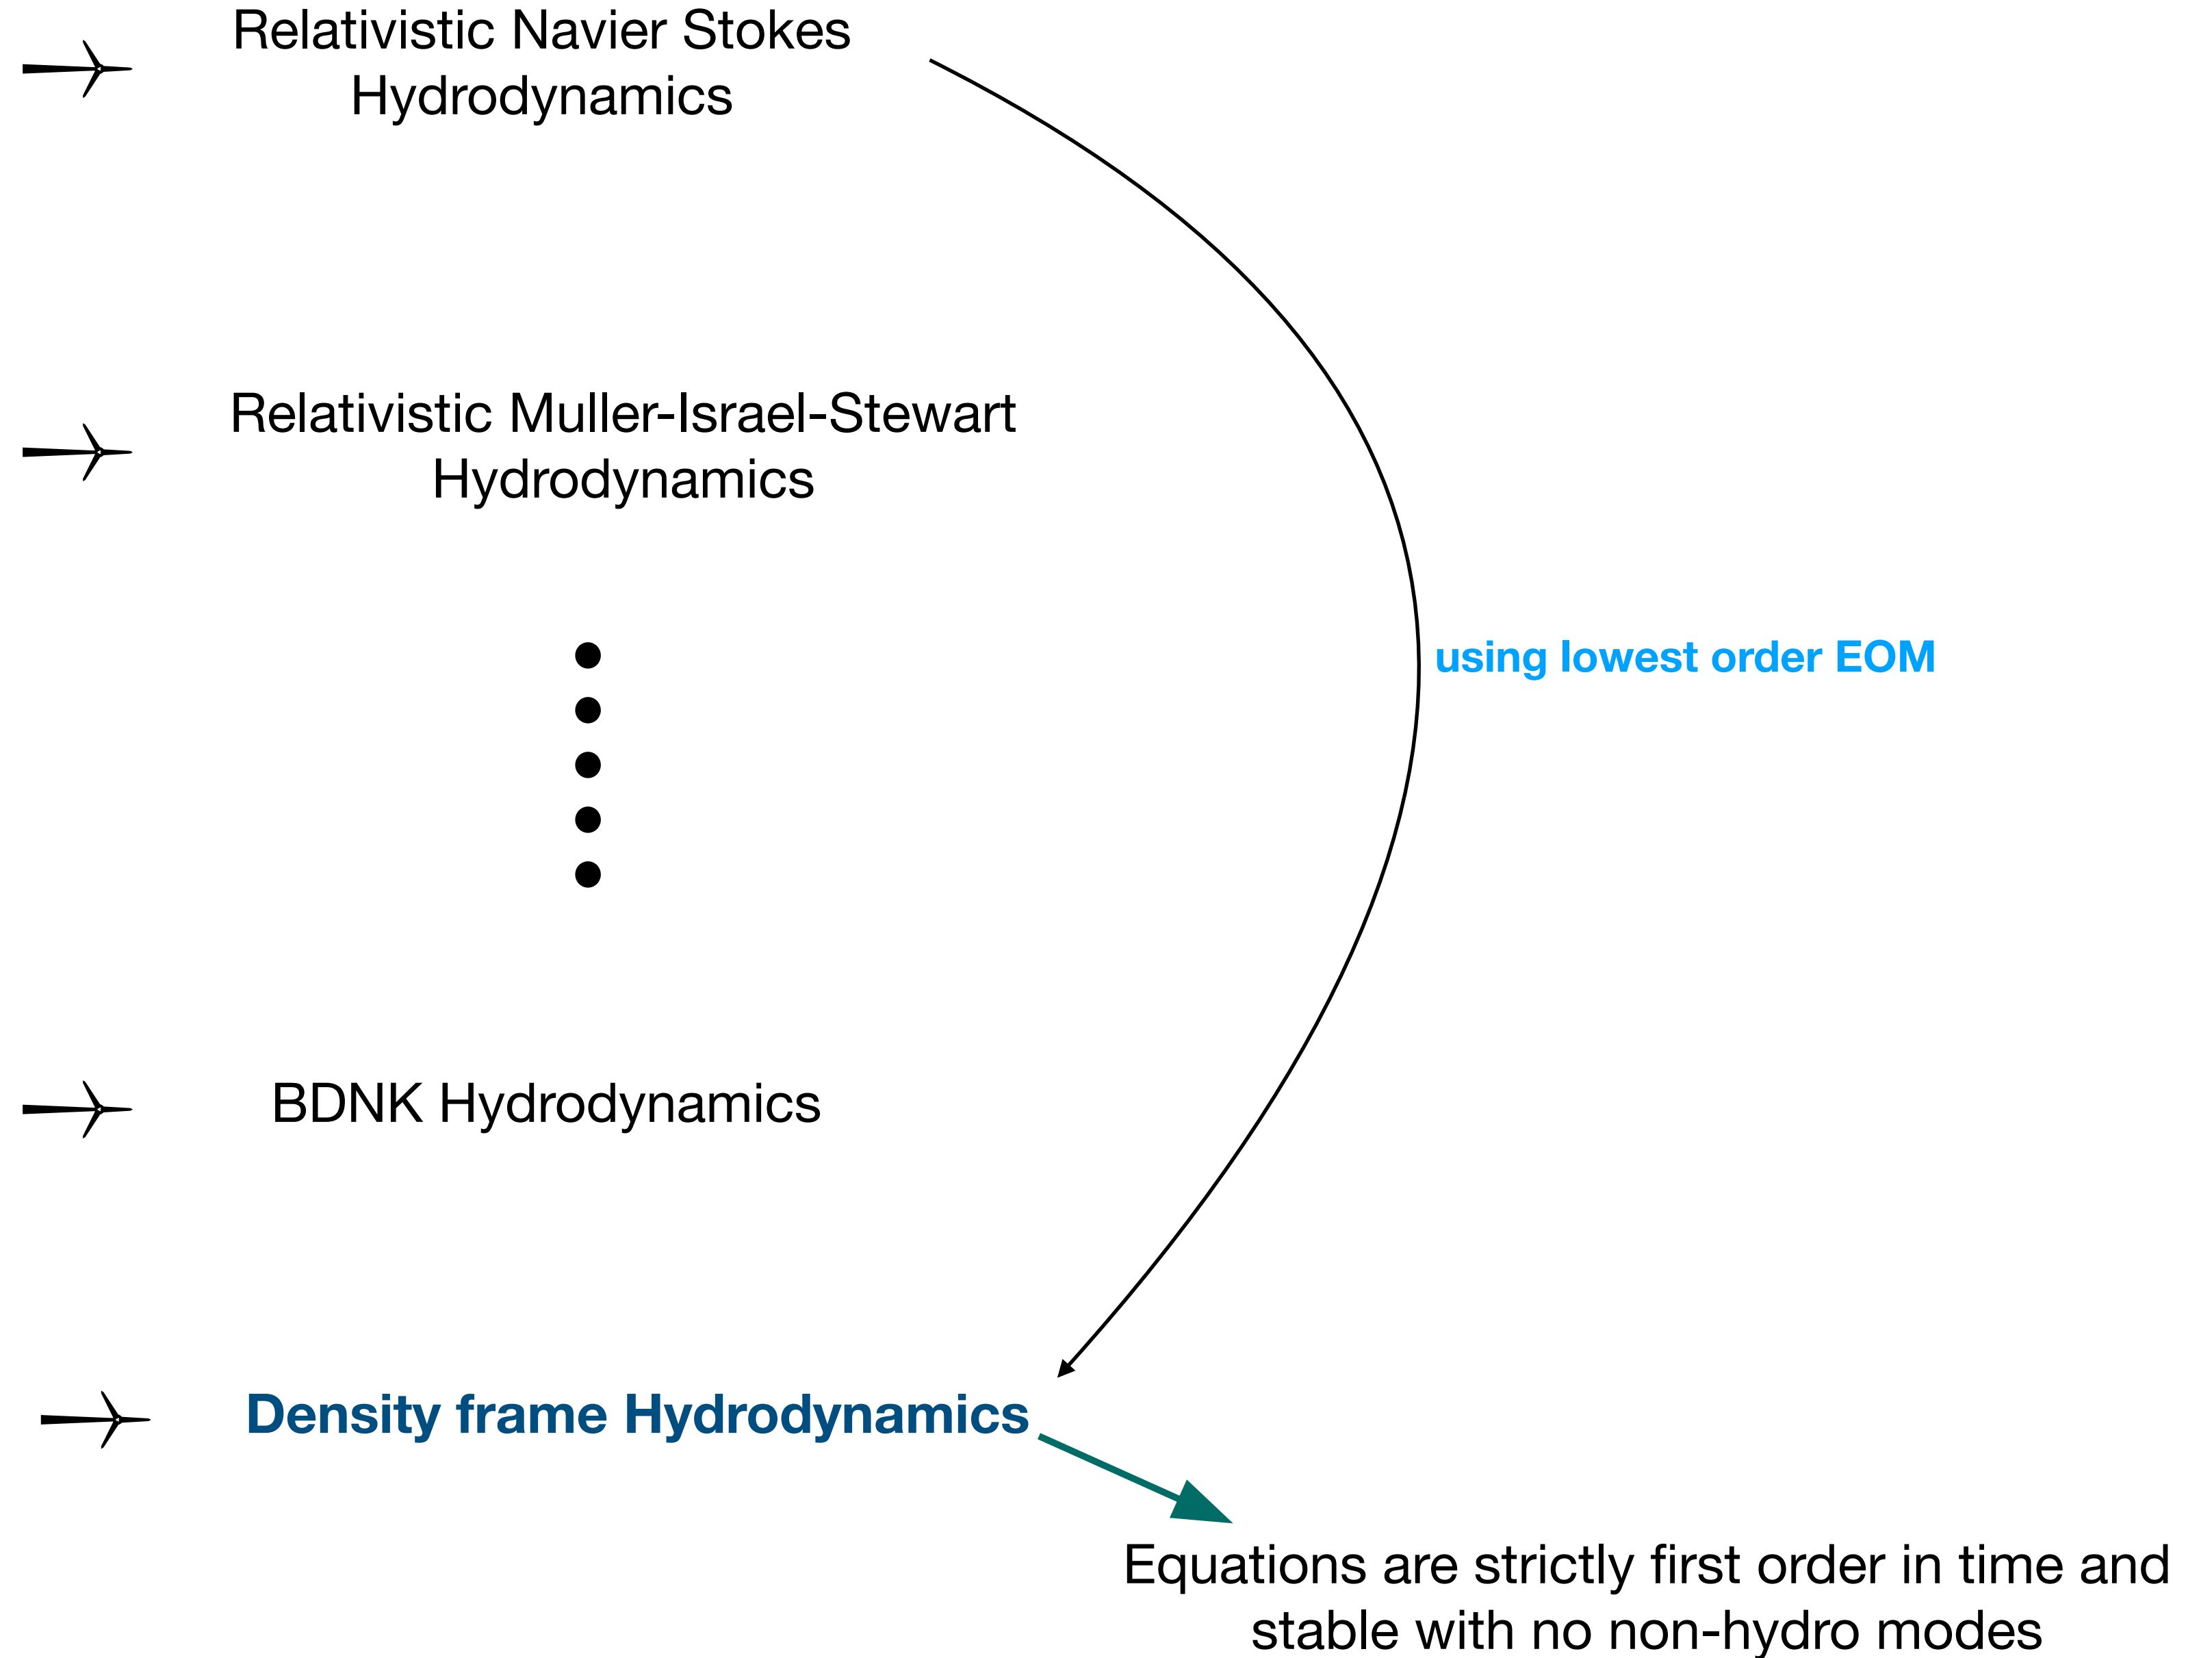 Relativistic Navier Stokes
Hydrodynamics
Relativistic Muller-Israel-Stewart
Hydrodynamics
using lowest order EOM
BDNK Hydrodynamics
Density frame Hydrodynamics
Equations are strictly first order in time and
stable with no non-hydro modes